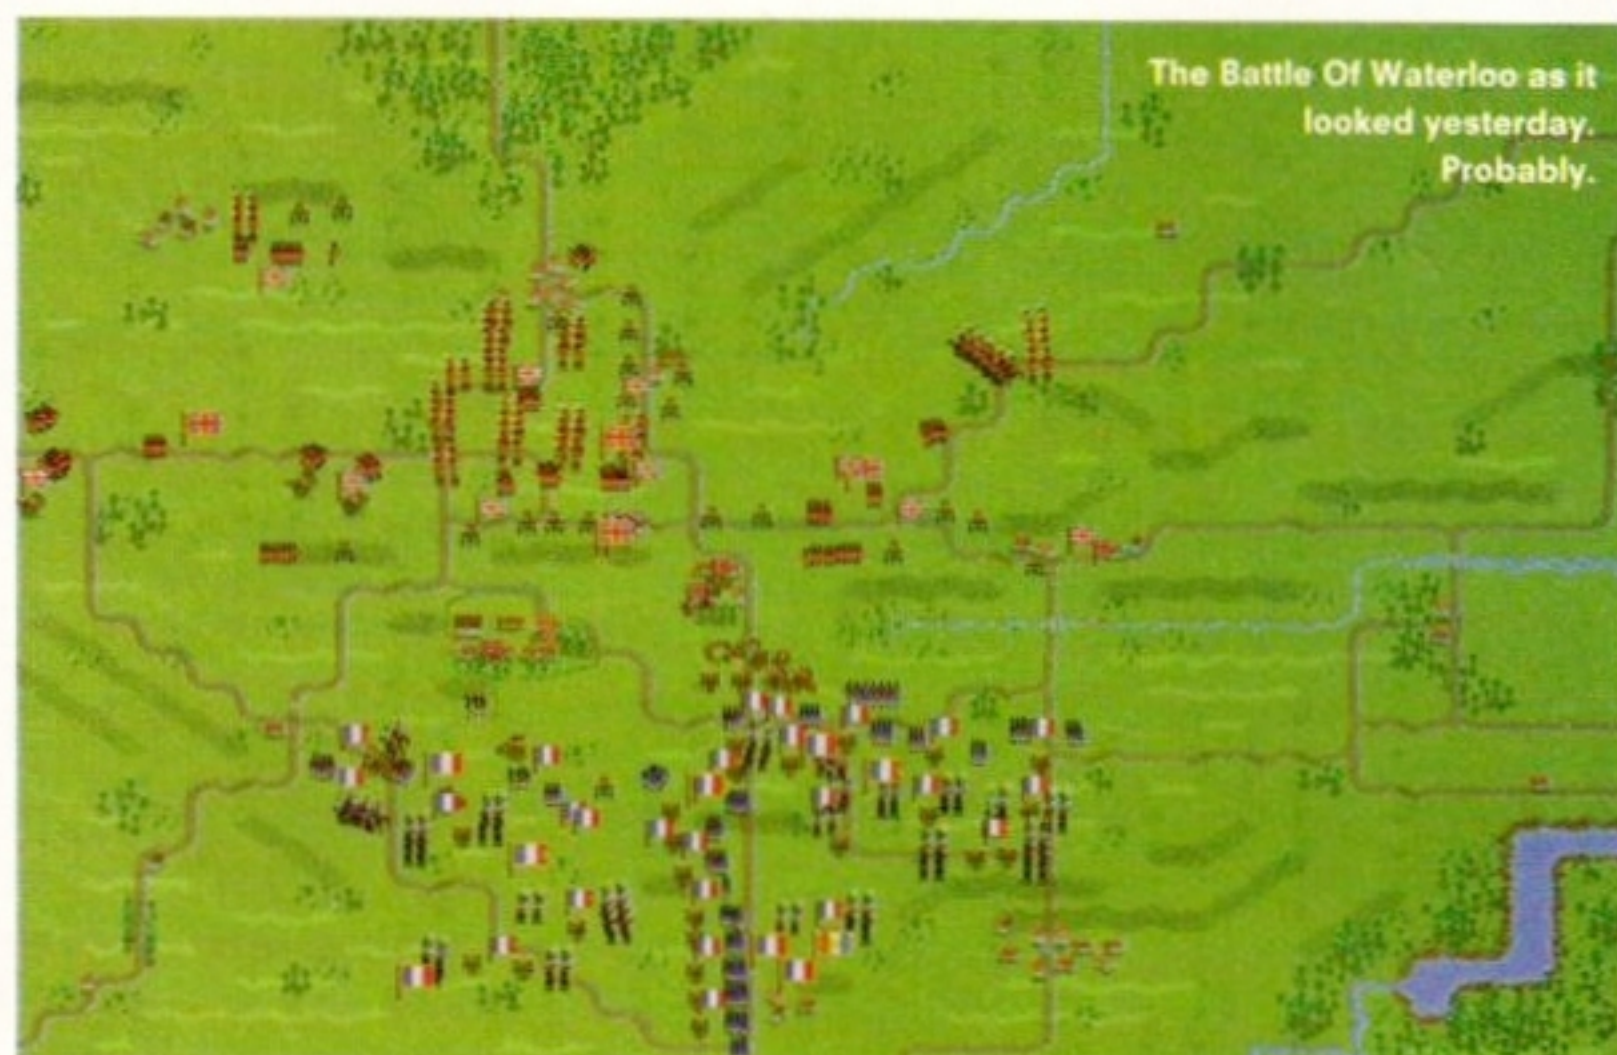 The Battle Of Waterloo as it
looked yesterday.
Probably.